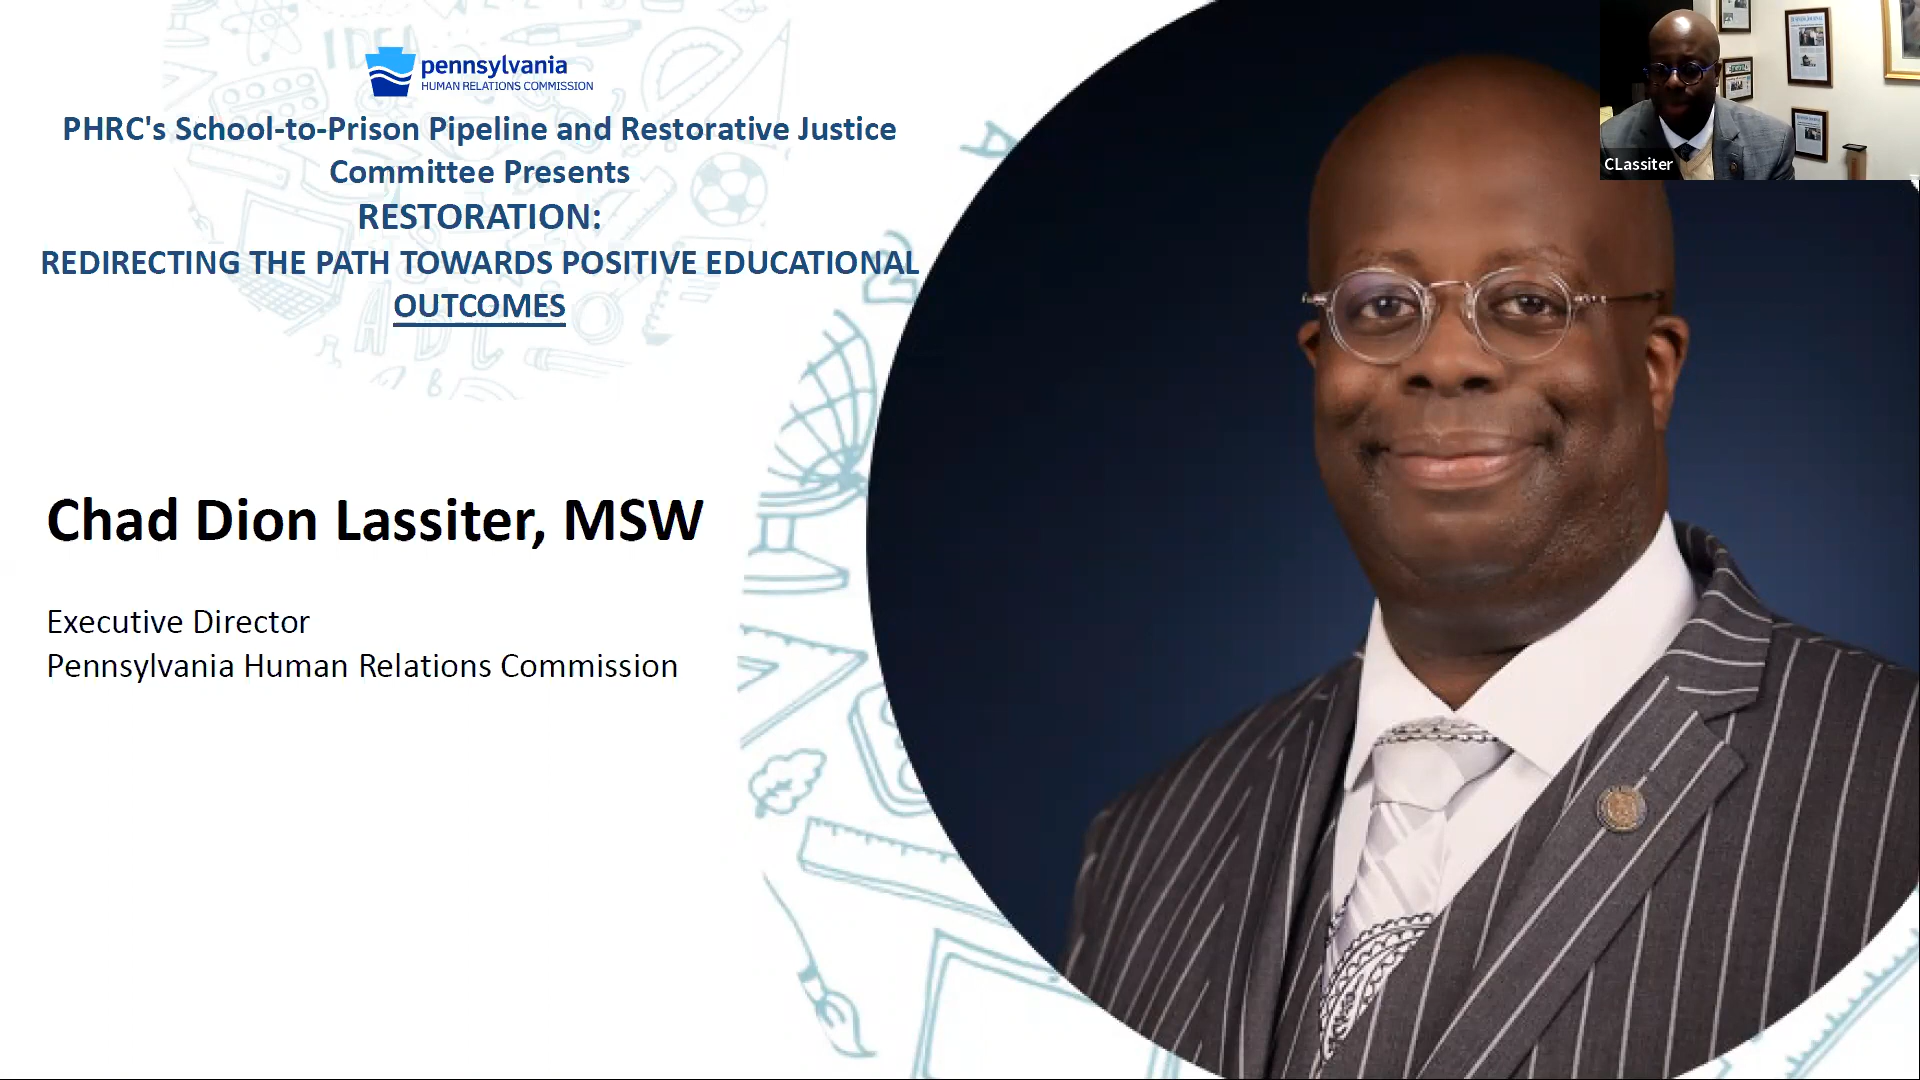 pennsylvania
HUMAN RELATIONS COMMISSION
PHRC's School-to-Prison Pipeline and Restorative Justice
Committee Presents
RESTORATION:
REDIRECTING THE PATH TOWARDS POSITIVE EDUCATIONAL
OUTCOMES
Chad Dion Lassiter, MSW
Executive Director
Pennsylvania Human Relations Commission
CLassiter